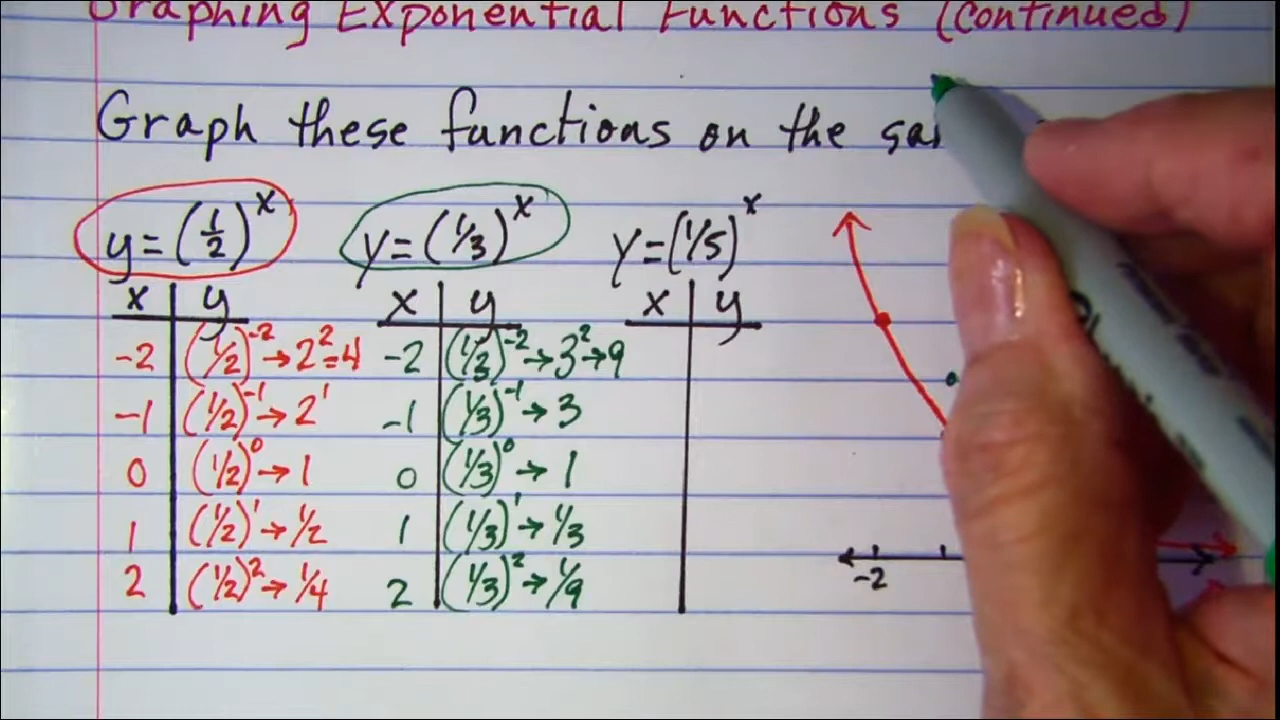 Graphing Exponential Functions (Continued)
Graph these functions on the
y=(1/2)^x y=(1/3)^x y=(1/5)^x
x y x y x y
-2 (1/2)^-2→2^2=4 -2 (1/3)^-2→3^2→9
-1 (1/2)^-1→2^1 -1 (1/3)^-1→3
0 (1/2)^0→1 0 (1/3)^0→1
1 (1/2)^1→1/2 1 (1/3)^1→1/3
2 (1/2)^2→1/4 2 (1/3)^2→1/9
-2